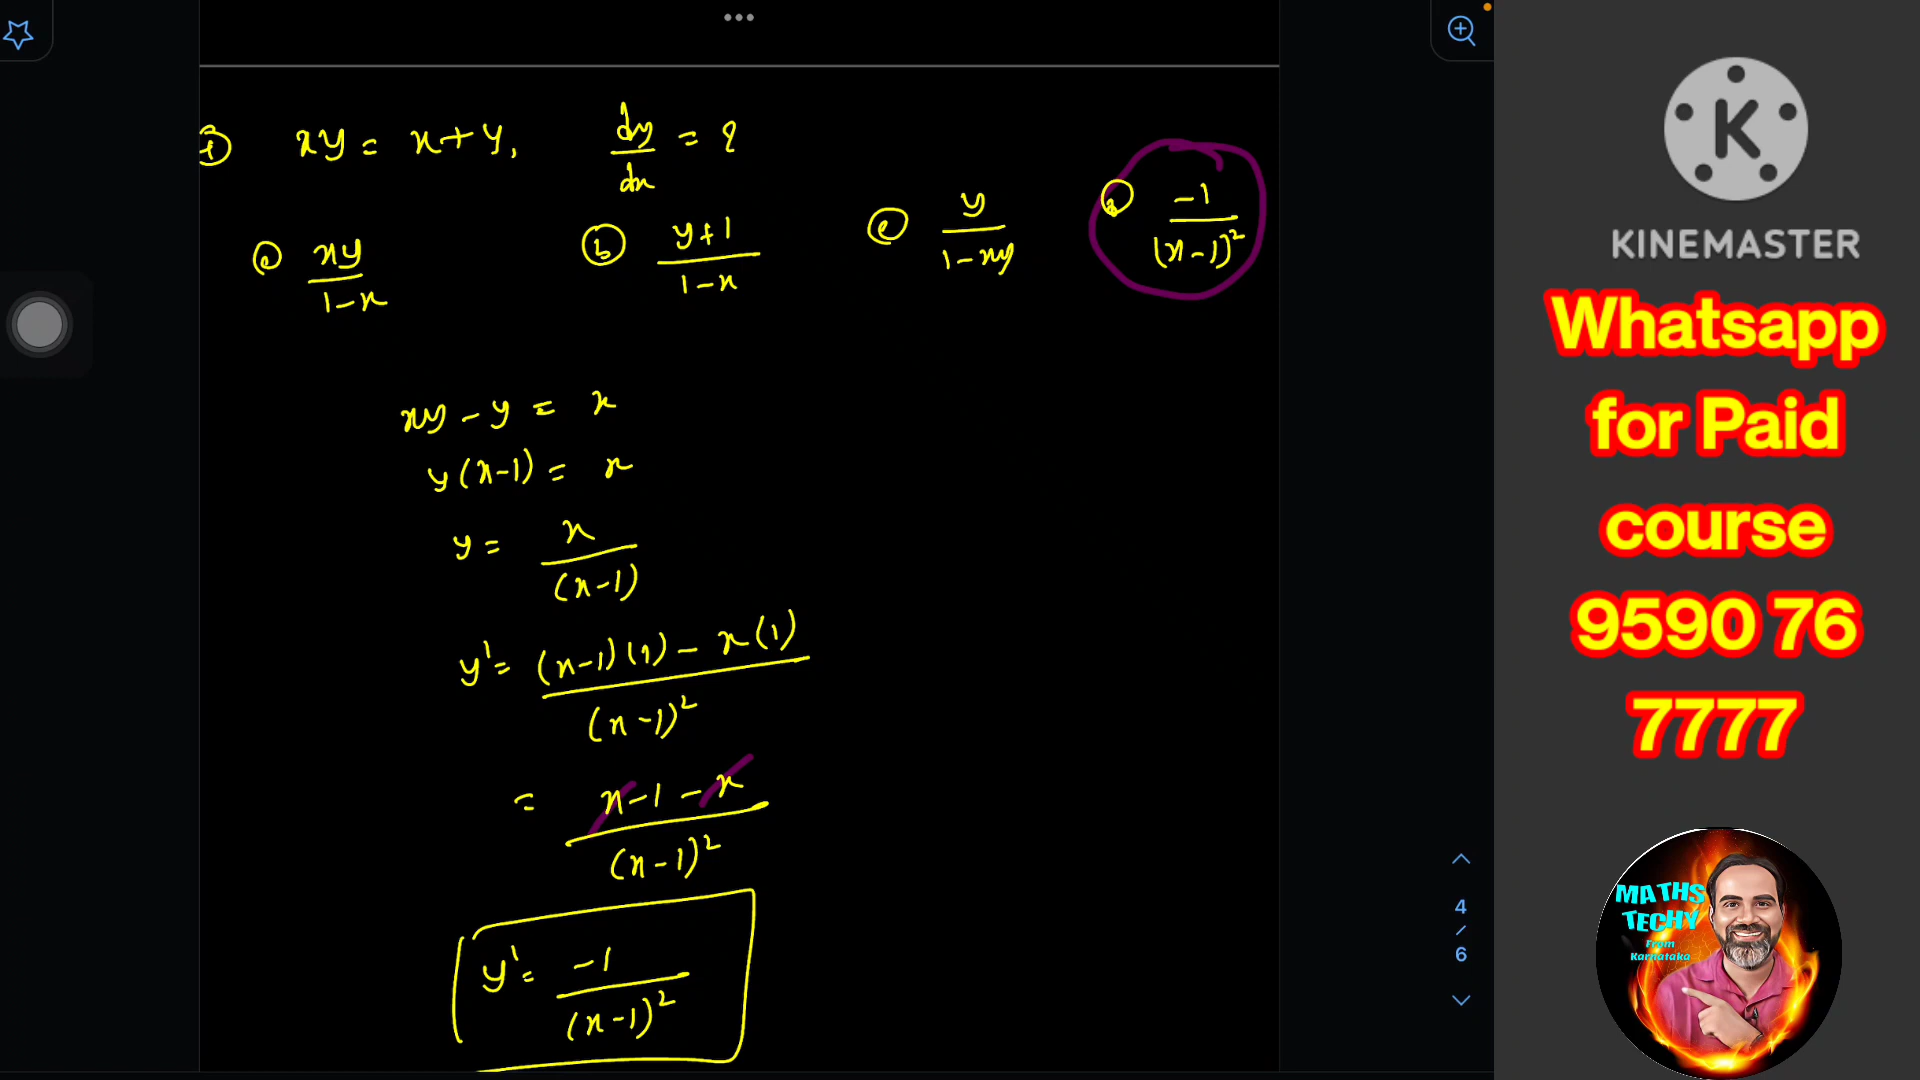 xy = x+y, dy/dx = ?
ⓐ xy/1-x ⓑ y+1/1-x ⓒ y/1-xy -1/(x-1)²
xy - y = x
y(x-1) = x
y = x/(x-1)
y' = (x-1)(1) - x(1)/(x-1)²
= x-1-x/(x-1)²
y' = -1/(x-1)²
K
KINEMASTER
Whatsapp
for Paid
course
9590 76
7777
4
/
6
MATHS
TECHY
From
Karnataka